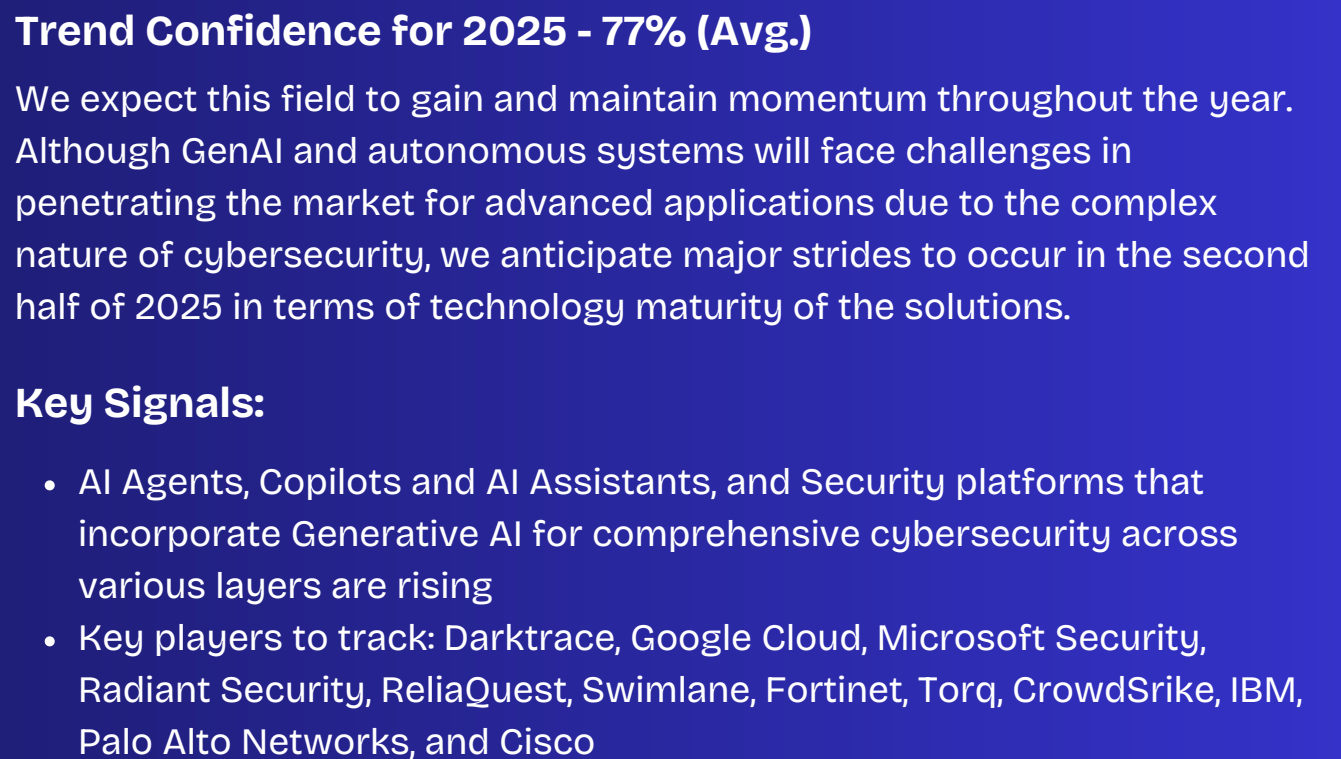 Trend Confidence for 2025 - 77% (Avg.)
We expect this field to gain and maintain momentum throughout the year.
Although GenAI and autonomous systems will face challenges in
penetrating the market for advanced applications due to the complex
nature of cybersecurity, we anticipate major strides to occur in the second
half of 2025 in terms of technology maturity of the solutions.
Key Signals:
• AI Agents, Copilots and AI Assistants, and Security platforms that
incorporate Generative AI for comprehensive cybersecurity across
various layers are rising
• Key players to track: Darktrace, Google Cloud, Microsoft Security,
Radiant Security, ReliaQuest, Swimlane, Fortinet, Torq, CrowdSrike, IBM,
Palo Alto Networks, and Cisco